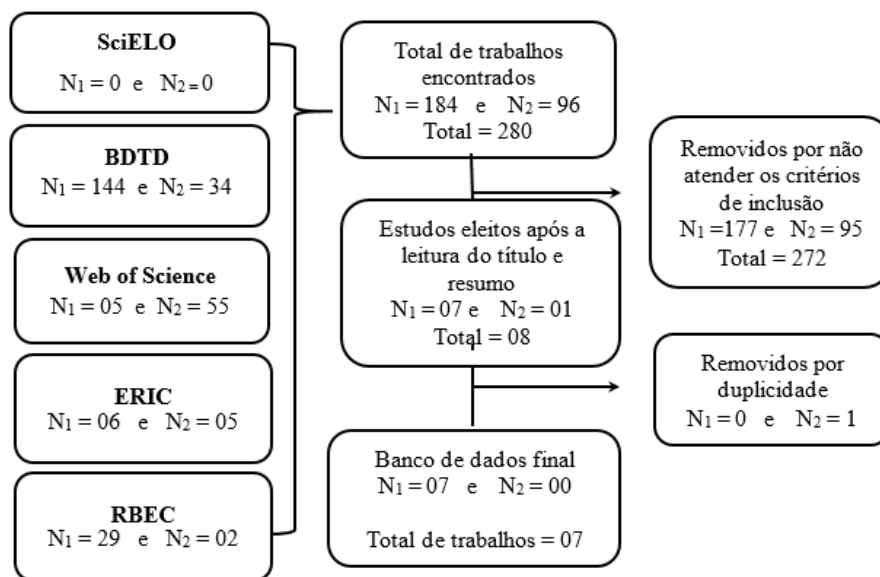 SciELO
N₁ = 0 e N₂ = 0
BDTD
N₁ = 144 e N₂ = 34
Web of Science
N₁ = 05 e N₂ = 55
ERIC
N₁ = 06 e N₂ = 05
RBEC
N₁ = 29 e N₂ = 02
Total de trabalhos
encontrados
N₁ = 184 e N₂ = 96
Total = 280
Estudos eleitos após a
leitura do título e
resumo
N₁ = 07 e N₂ = 01
Total = 08
Banco de dados final
N₁ = 07 e N₂ = 00
Total de trabalhos = 07
Removidos por não
atender os critérios
de inclusão
N₁ =177 e N₂ = 95
Total = 272
Removidos por
duplicidade
N₁ = 0 e N₂ = 1